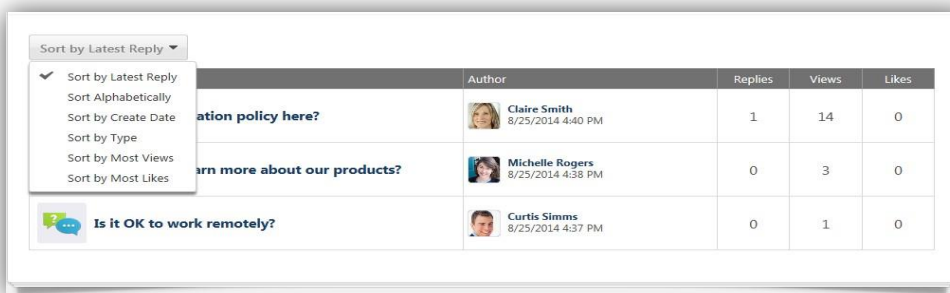 Sort by Latest Reply
Sort by Latest Reply
Sort Alphabetically
Sort by Create Date
Sort by Type
Sort by Most Views
Sort by Most Likes
Author Replies Views Likes
ation policy here? Claire Smith 1 14 0
8/25/2014 4:40 PM
arn more about our products? Michelle Rogers 0 3 0
8/25/2014 4:38 PM
Is it OK to work remotely? Curtis Simms 0 1 0
8/25/2014 4:37 PM